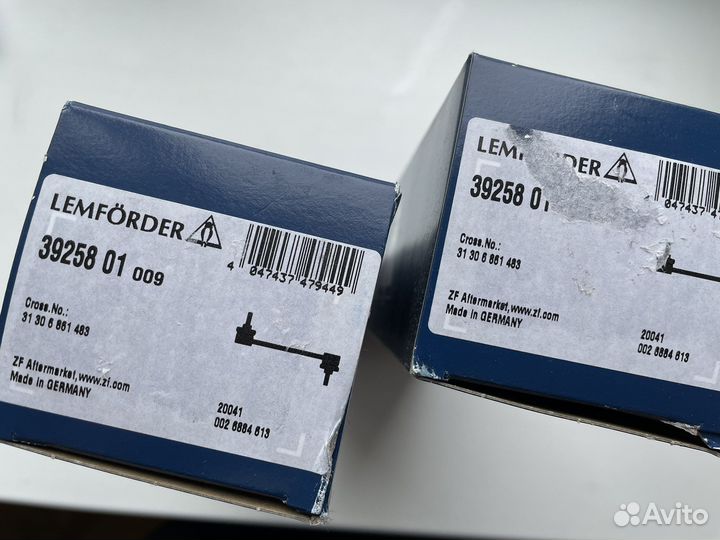 LEMFÖRDER
39258 01 009
4 047437 479449
Cross.No.:
31 30 6 861 483
ZF Aftermarket,www.zf.com
Made in GERMANY
20041
002 6884 613
LEMFÖRDER
39258 01
Cross.No.:
31 30 6 861 483
ZF Aftermarket,www.zf.com
Made in GERMANY
20041
002 6884 613
Avito